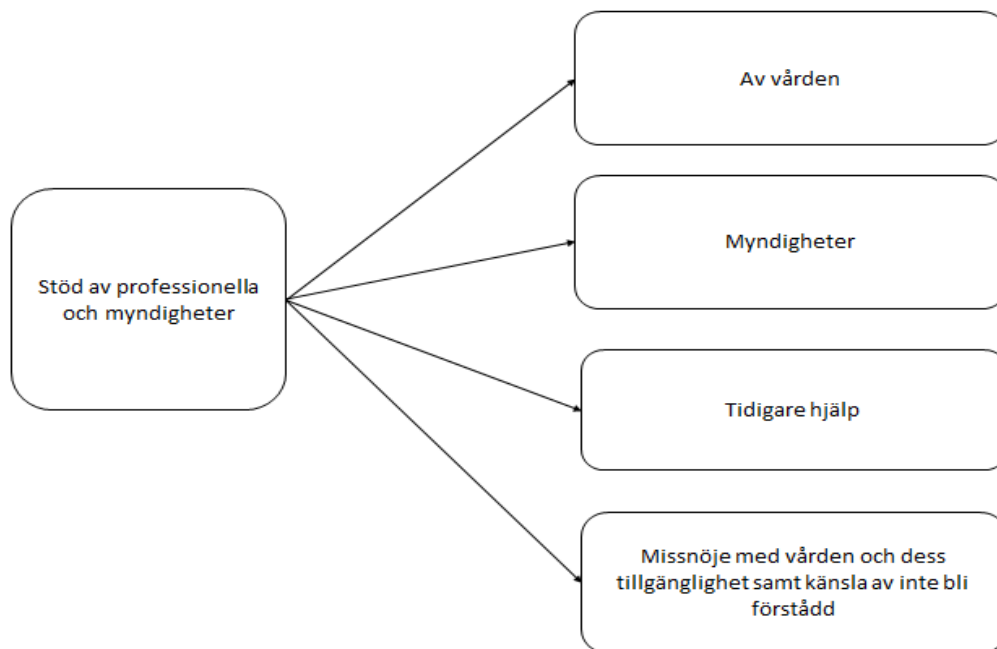 Stöd av professionella
och myndigheter
Av vården
Myndigheter
Tidigare hjälp
Missnöje med vården och dess
tillgänglighet samt känsla av inte bli
förstådd